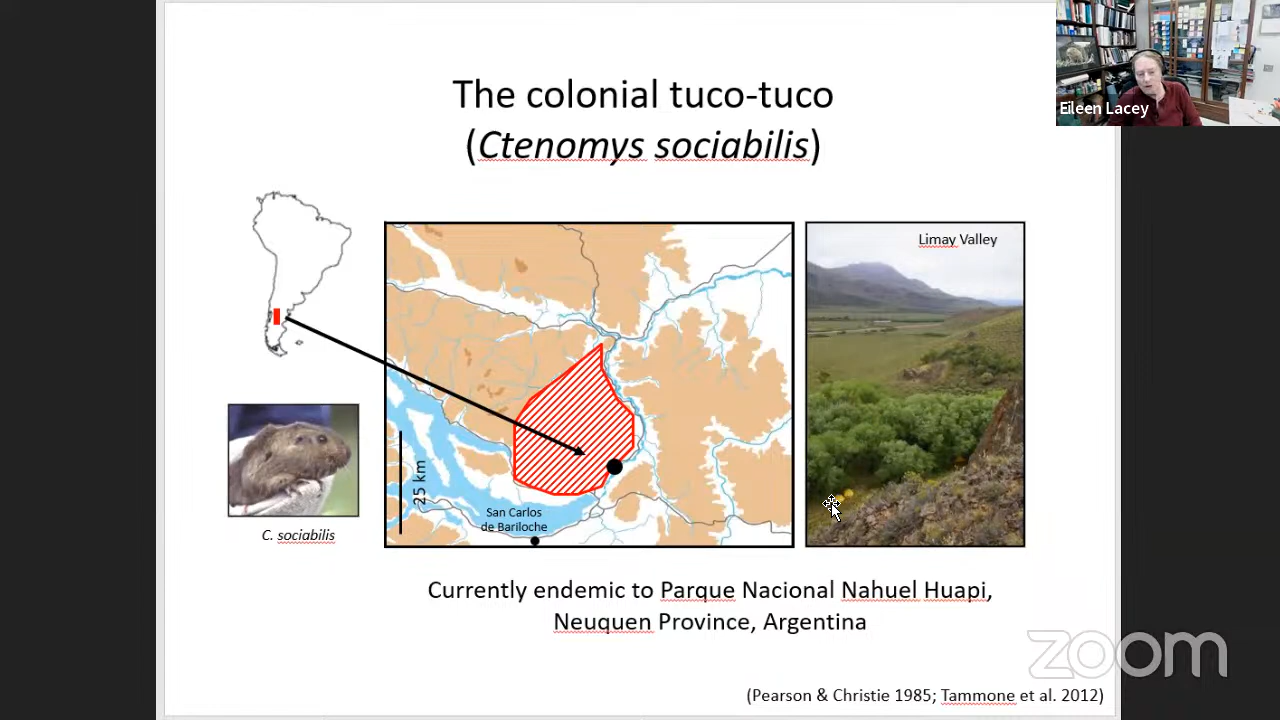 Eileen Lacey
The colonial tuco-tuco
(Ctenomys sociabilis)
Limay Valley
25 km
San Carlos
de Bariloche
C. sociabilis
Currently endemic to Parque Nacional Nahuel Huapi,
Neuquen Province, Argentina
zoom
(Pearson & Christie 1985; Tammone et al. 2012)